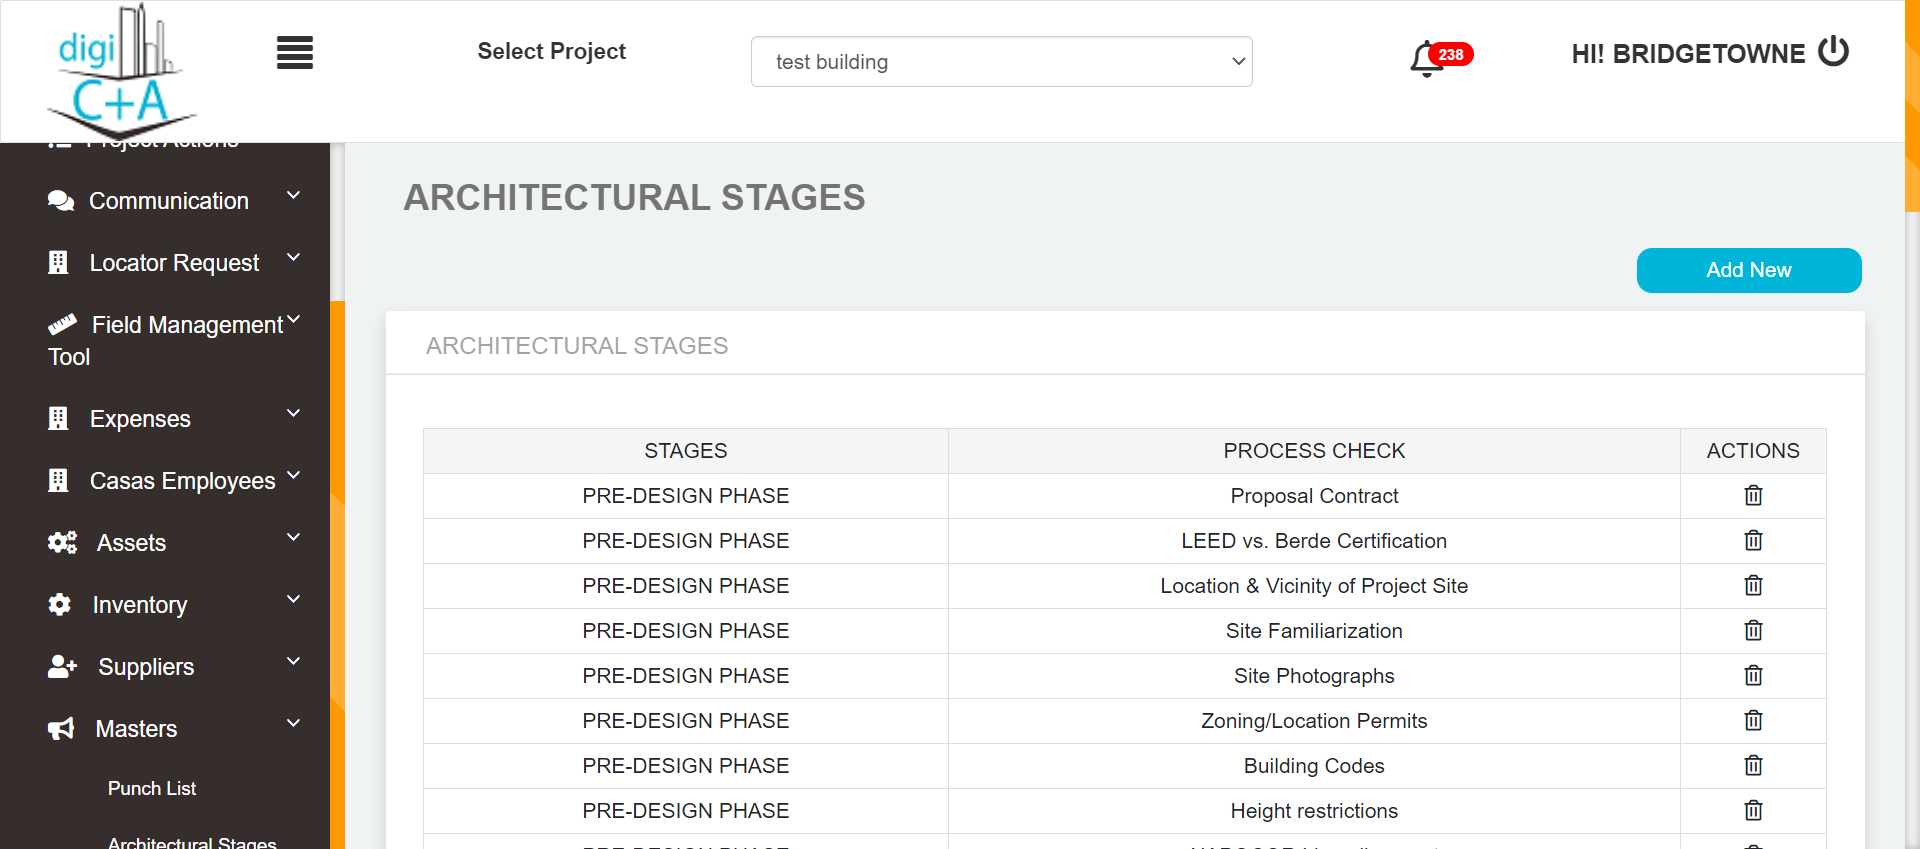 digi
C+A
Select Project
test building
238
HI! BRIDGETOWNE
Project Actions
Communication
Locator Request
Field Management
Tool
Expenses
Casas Employees
Assets
Inventory
Suppliers
Masters
Punch List
Architectural Stages
ARCHITECTURAL STAGES
Add New
ARCHITECTURAL STAGES
STAGES PROCESS CHECK ACTIONS
PRE-DESIGN PHASE Proposal Contract
PRE-DESIGN PHASE LEED vs. Berde Certification
PRE-DESIGN PHASE Location & Vicinity of Project Site
PRE-DESIGN PHASE Site Familiarization
PRE-DESIGN PHASE Site Photographs
PRE-DESIGN PHASE Zoning/Location Permits
PRE-DESIGN PHASE Building Codes
PRE-DESIGN PHASE Height restrictions
PRE-DESIGN PHASE